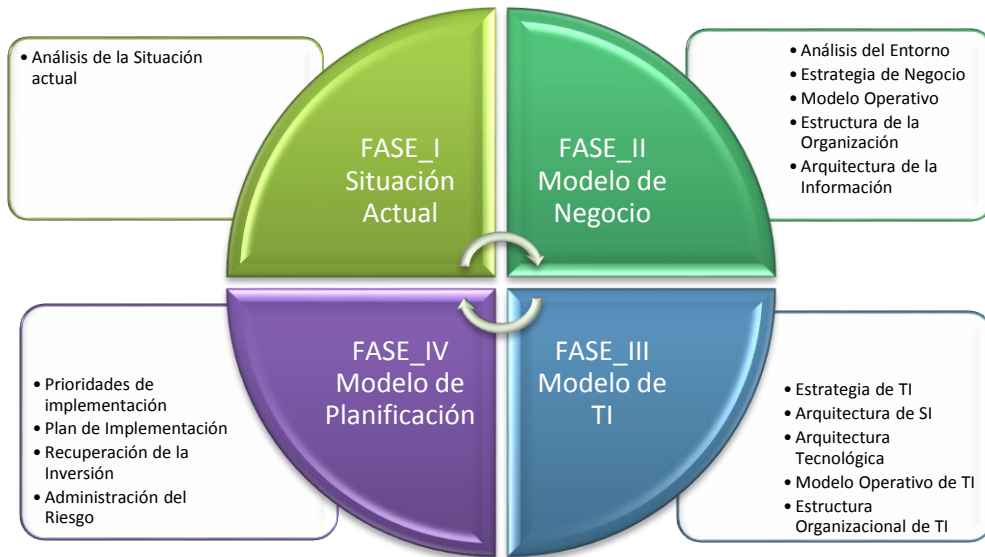 • Análisis de la Situación
actual
FASE_I
Situación
Actual
FASE_II
Modelo de
Negocio
• Análisis del Entorno
• Estrategia de Negocio
• Modelo Operativo
• Estructura de la
Organización
• Arquitectura de la
Información
• Prioridades de
implementación
• Plan de Implementación
• Recuperación de la
Inversión
• Administración del
Riesgo
FASE_IV
Modelo de
Planificación
FASE_III
Modelo de
TI
• Estrategia de TI
• Arquitectura de SI
• Arquitectura
Tecnológica
• Modelo Operativo de TI
• Estructura
Organizacional de TI